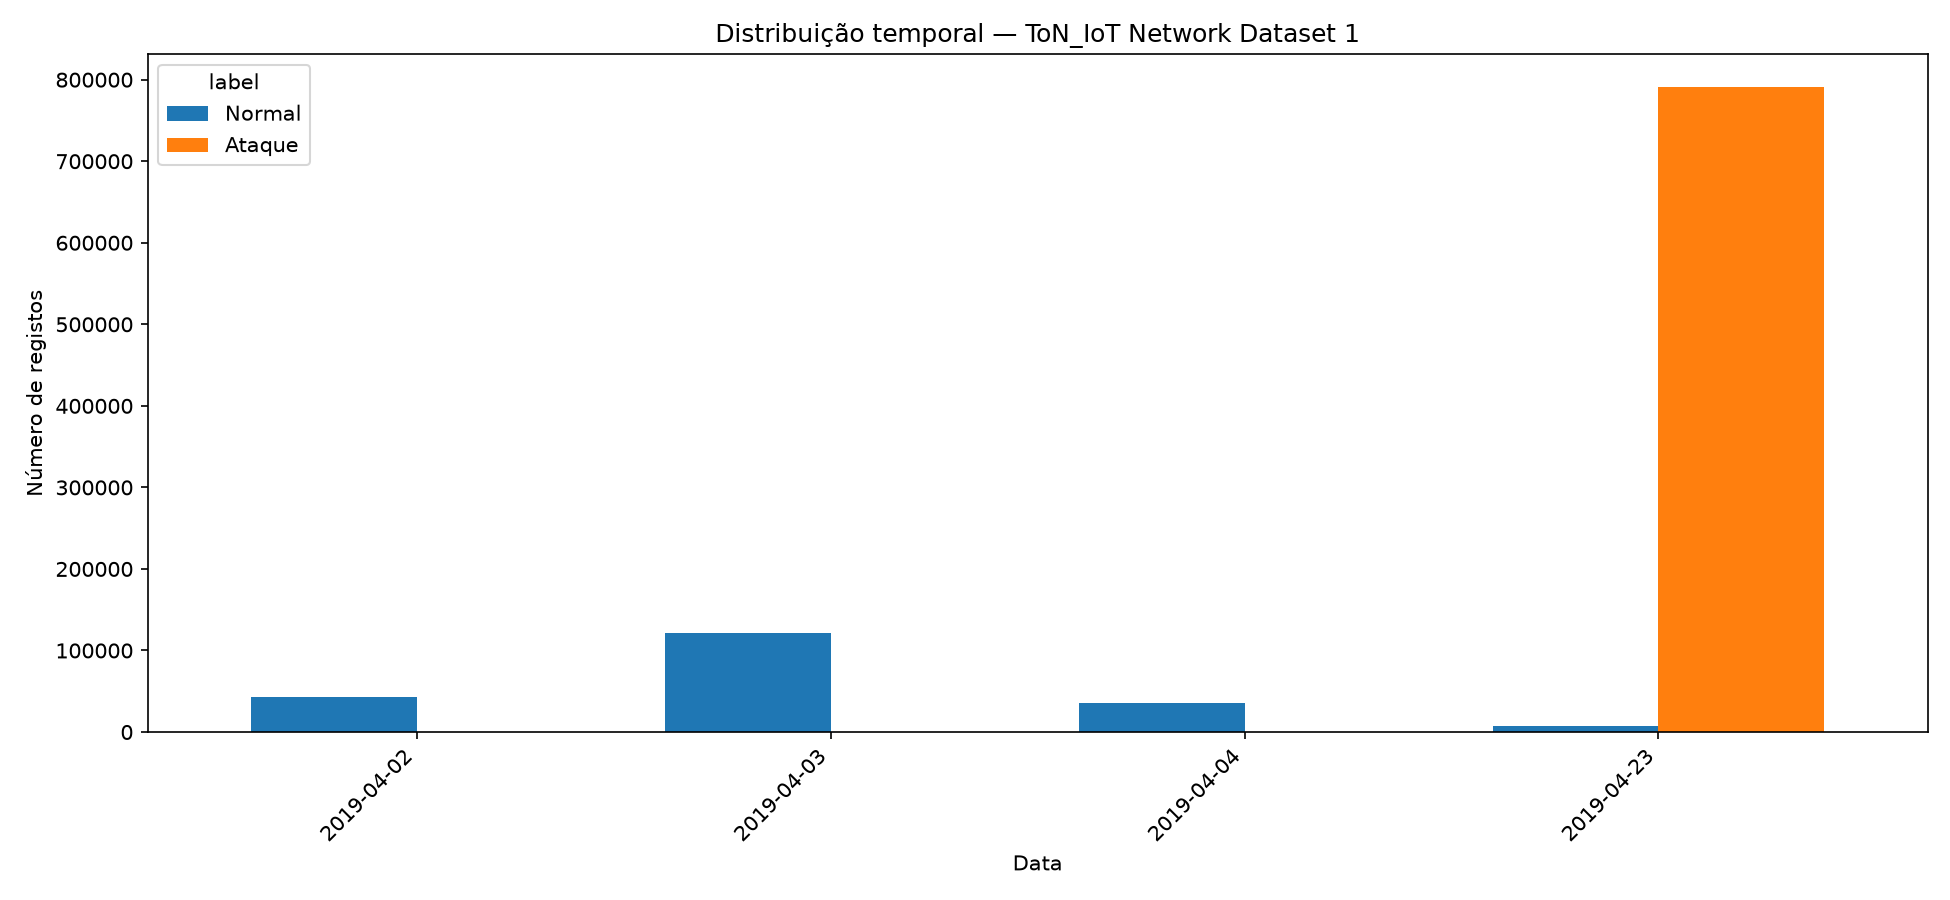 Distribuição temporal — ToN_IoT Network Dataset 1
label
Normal
Ataque
Número de registos
800000
700000
600000
500000
400000
300000
200000
100000
0
2019-04-02
2019-04-03
2019-04-04
2019-04-23
Data